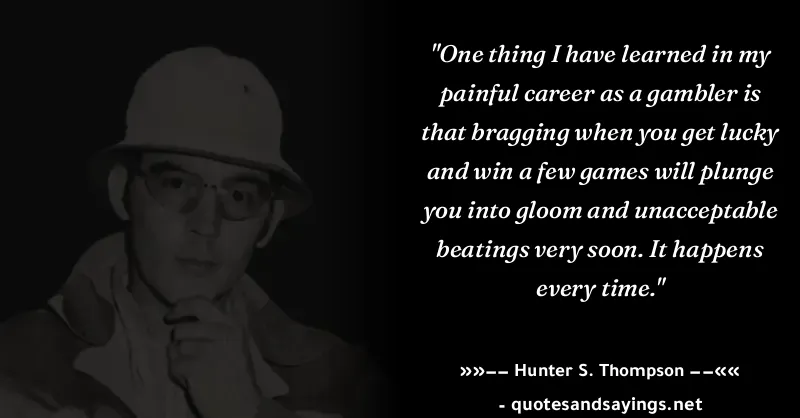 "One thing I have learned in my
painful career as a gambler is
that bragging when you get lucky
and win a few games will plunge
you into gloom and unacceptable
beatings very soon. It happens
every time."
»»−− Hunter S. Thompson −−««
- quotesandsayings.net